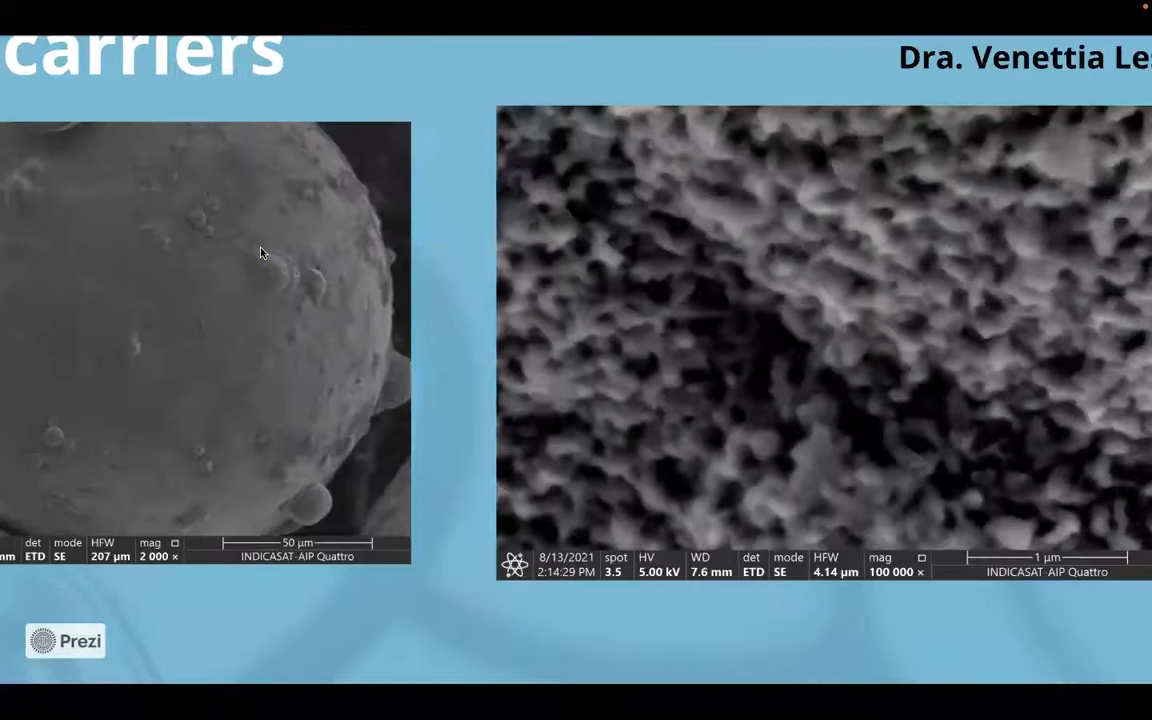 carriers
Dra. Venettia
det mode HFW mag
ETD SE 207 µm 2 000 ×
50 µm
INDICASAT-AIP Quattro
8/13/2021 spot HV WD det mode HFW mag
2:14:29 PM 3.5 5.00 kV 7.6 mm ETD SE 4.14 µm 100 000 ×
1 µm
INDICASAT-AIP Quattro
Prezi